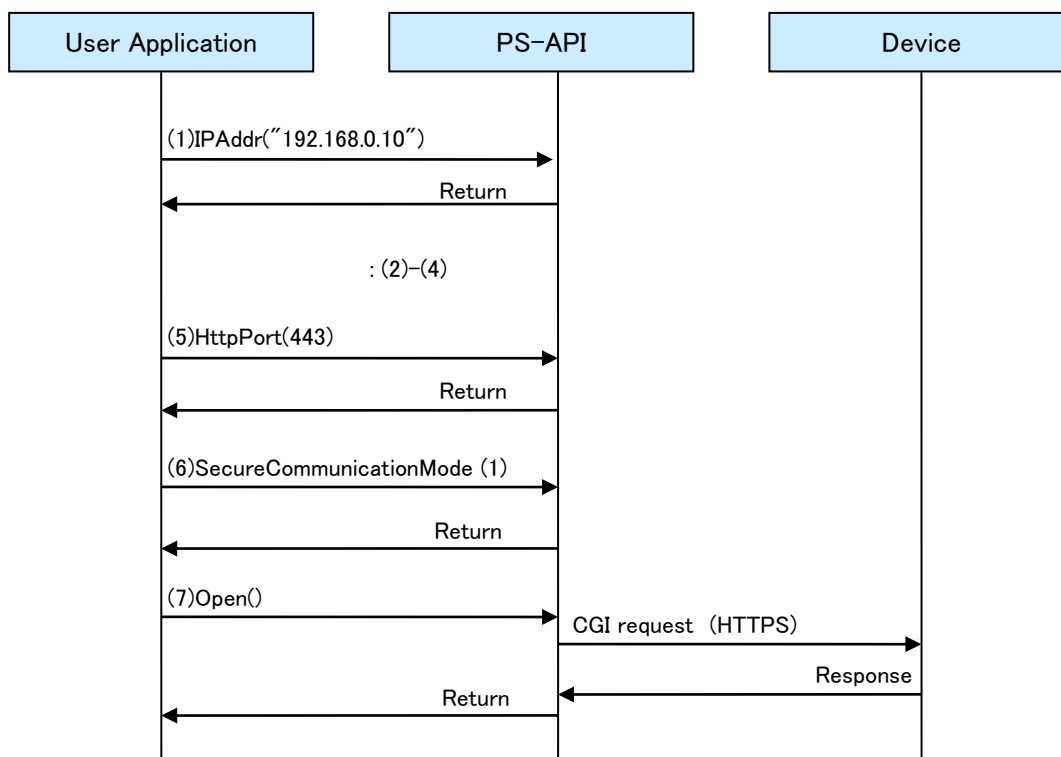 User Application
PS-API
Device
(1)IPAddr("192.168.0.10")
Return
: (2)-(4)
(5)HttpPort(443)
Return
(6)SecureCommunicationMode (1)
Return
(7)Open()
CGI request (HTTPS)
Response
Return